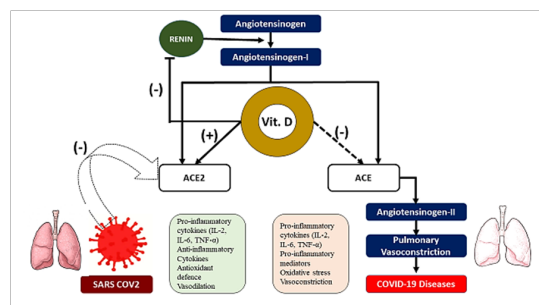 Angiotensinogen
RENIN
Angiotensinogen-I
(-)
Vit. D
(+)
(-)
(-)
ACE2
ACE
Pro-inflammatory
cytokines (IL-2,
IL-6, TNF-α)
Anti-inflammatory
Cytokines
Antioxidant
defence
Vasodilation
Pro-inflammatory
cytokines (IL-2,
IL-6, TNF-α)
Pro-inflammatory
mediators
Oxidative stress
Vasoconstriction
Angiotensinogen-II
Pulmonary
Vasoconstriction
SARS COV2
COVID-19 Diseases